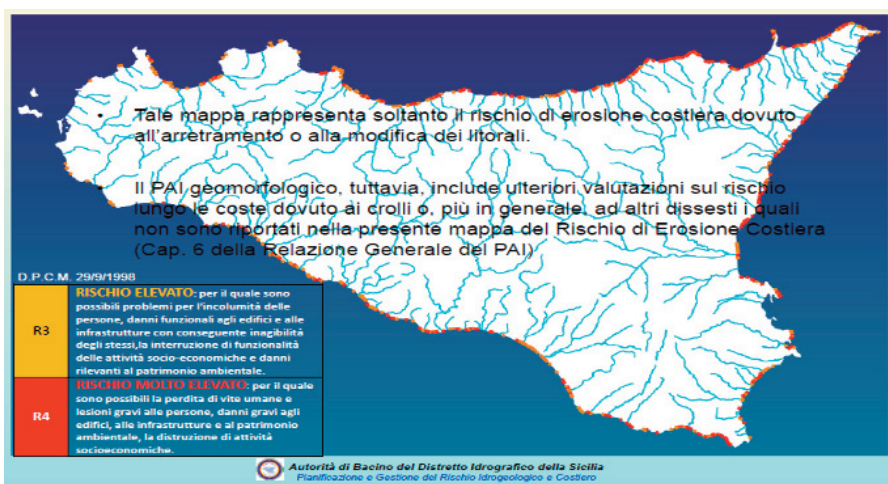 • Tale mappa rappresenta soltanto il rischio di erosione costiera dovuto
all'arretramento o alla modifica dei litorali.
• Il PAI geomorfologico, tuttavia, include ulteriori valutazioni sul rischio
lungo le coste dovuto ai crolli o, più in generale, ad altri dissesti i quali
non sono riportati nella presente mappa del Rischio di Erosione Costiera
(Cap. 6 della Relazione Generale del PAI)
D.P.C.M. 29/9/1998
R3
RISCHIO ELEVATO: per il quale sono
possibili problemi per l'incolumità delle
persone, danni funzionali agli edifici e alle
infrastrutture con conseguente inagibilità
degli stessi,la interruzione di funzionalità
delle attività socio-economiche e danni
rilevanti al patrimonio ambientale.
R4
RISCHIO MOLTO ELEVATO: per il quale
sono possibili la perdita di vite umane e
lesioni gravi alle persone, danni gravi agli
edifici, alle infrastrutture e al patrimonio
ambientale, la distruzione di attività
socioeconomiche.
Autorità di Bacino del Distretto Idrografico della Sicilia
Pianificazione e Gestione del Rischio Idrogeologico e Costiero